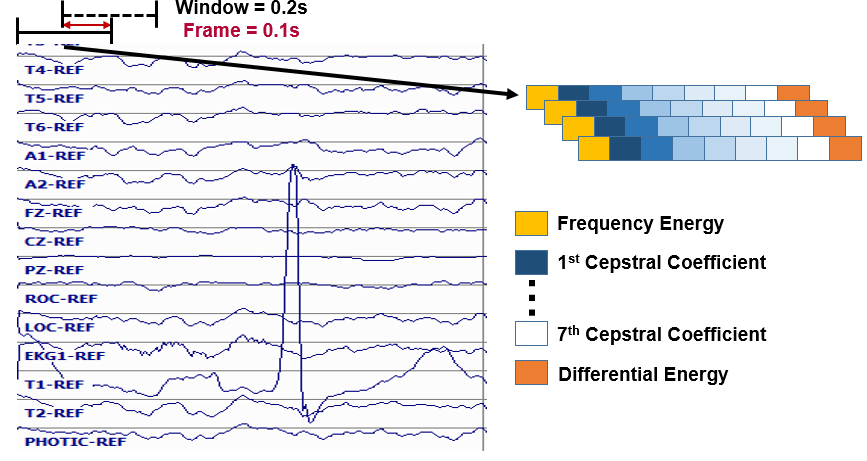 Window = 0.2s
Frame = 0.1s
T4-REF
T5-REF
T6-REF
A1-REF
A2-REF
FZ-REF
CZ-REF
PZ-REF
ROC-REF
LOC-REF
EKG1-REF
T1-REF
T2-REF
PHOTIC-REF
Frequency Energy
1st Cepstral Coefficient
7th Cepstral Coefficient
Differential Energy